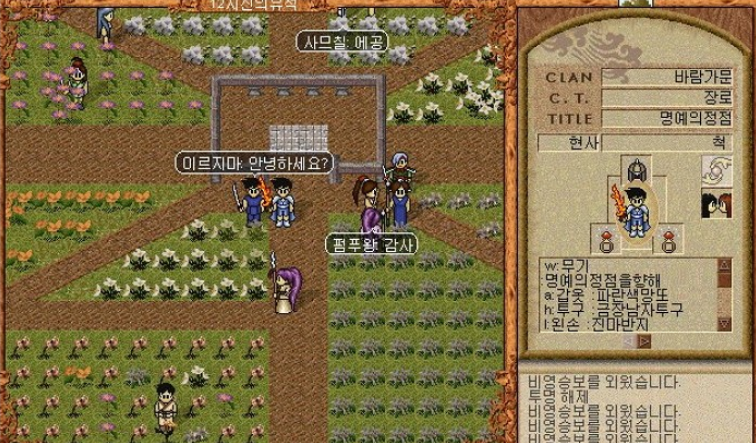 12지신의유적
사므칠: 에공
이르지마: 안녕하세요?
펌푸왕: 감사
CLAN 바람가문
C. T. 장로
TITLE 명예의정점
현사 척
w:무기
명예의정점을향해
a:갑옷 :파란색망또
h:투구 :금장남자투구
l:왼손 :진마반지
비영승보를 외웠습니다.
투명 해제
비영승보를 외웠습니다.
비영승보를 외웠습니다.
비영승보를 외웠습니다.